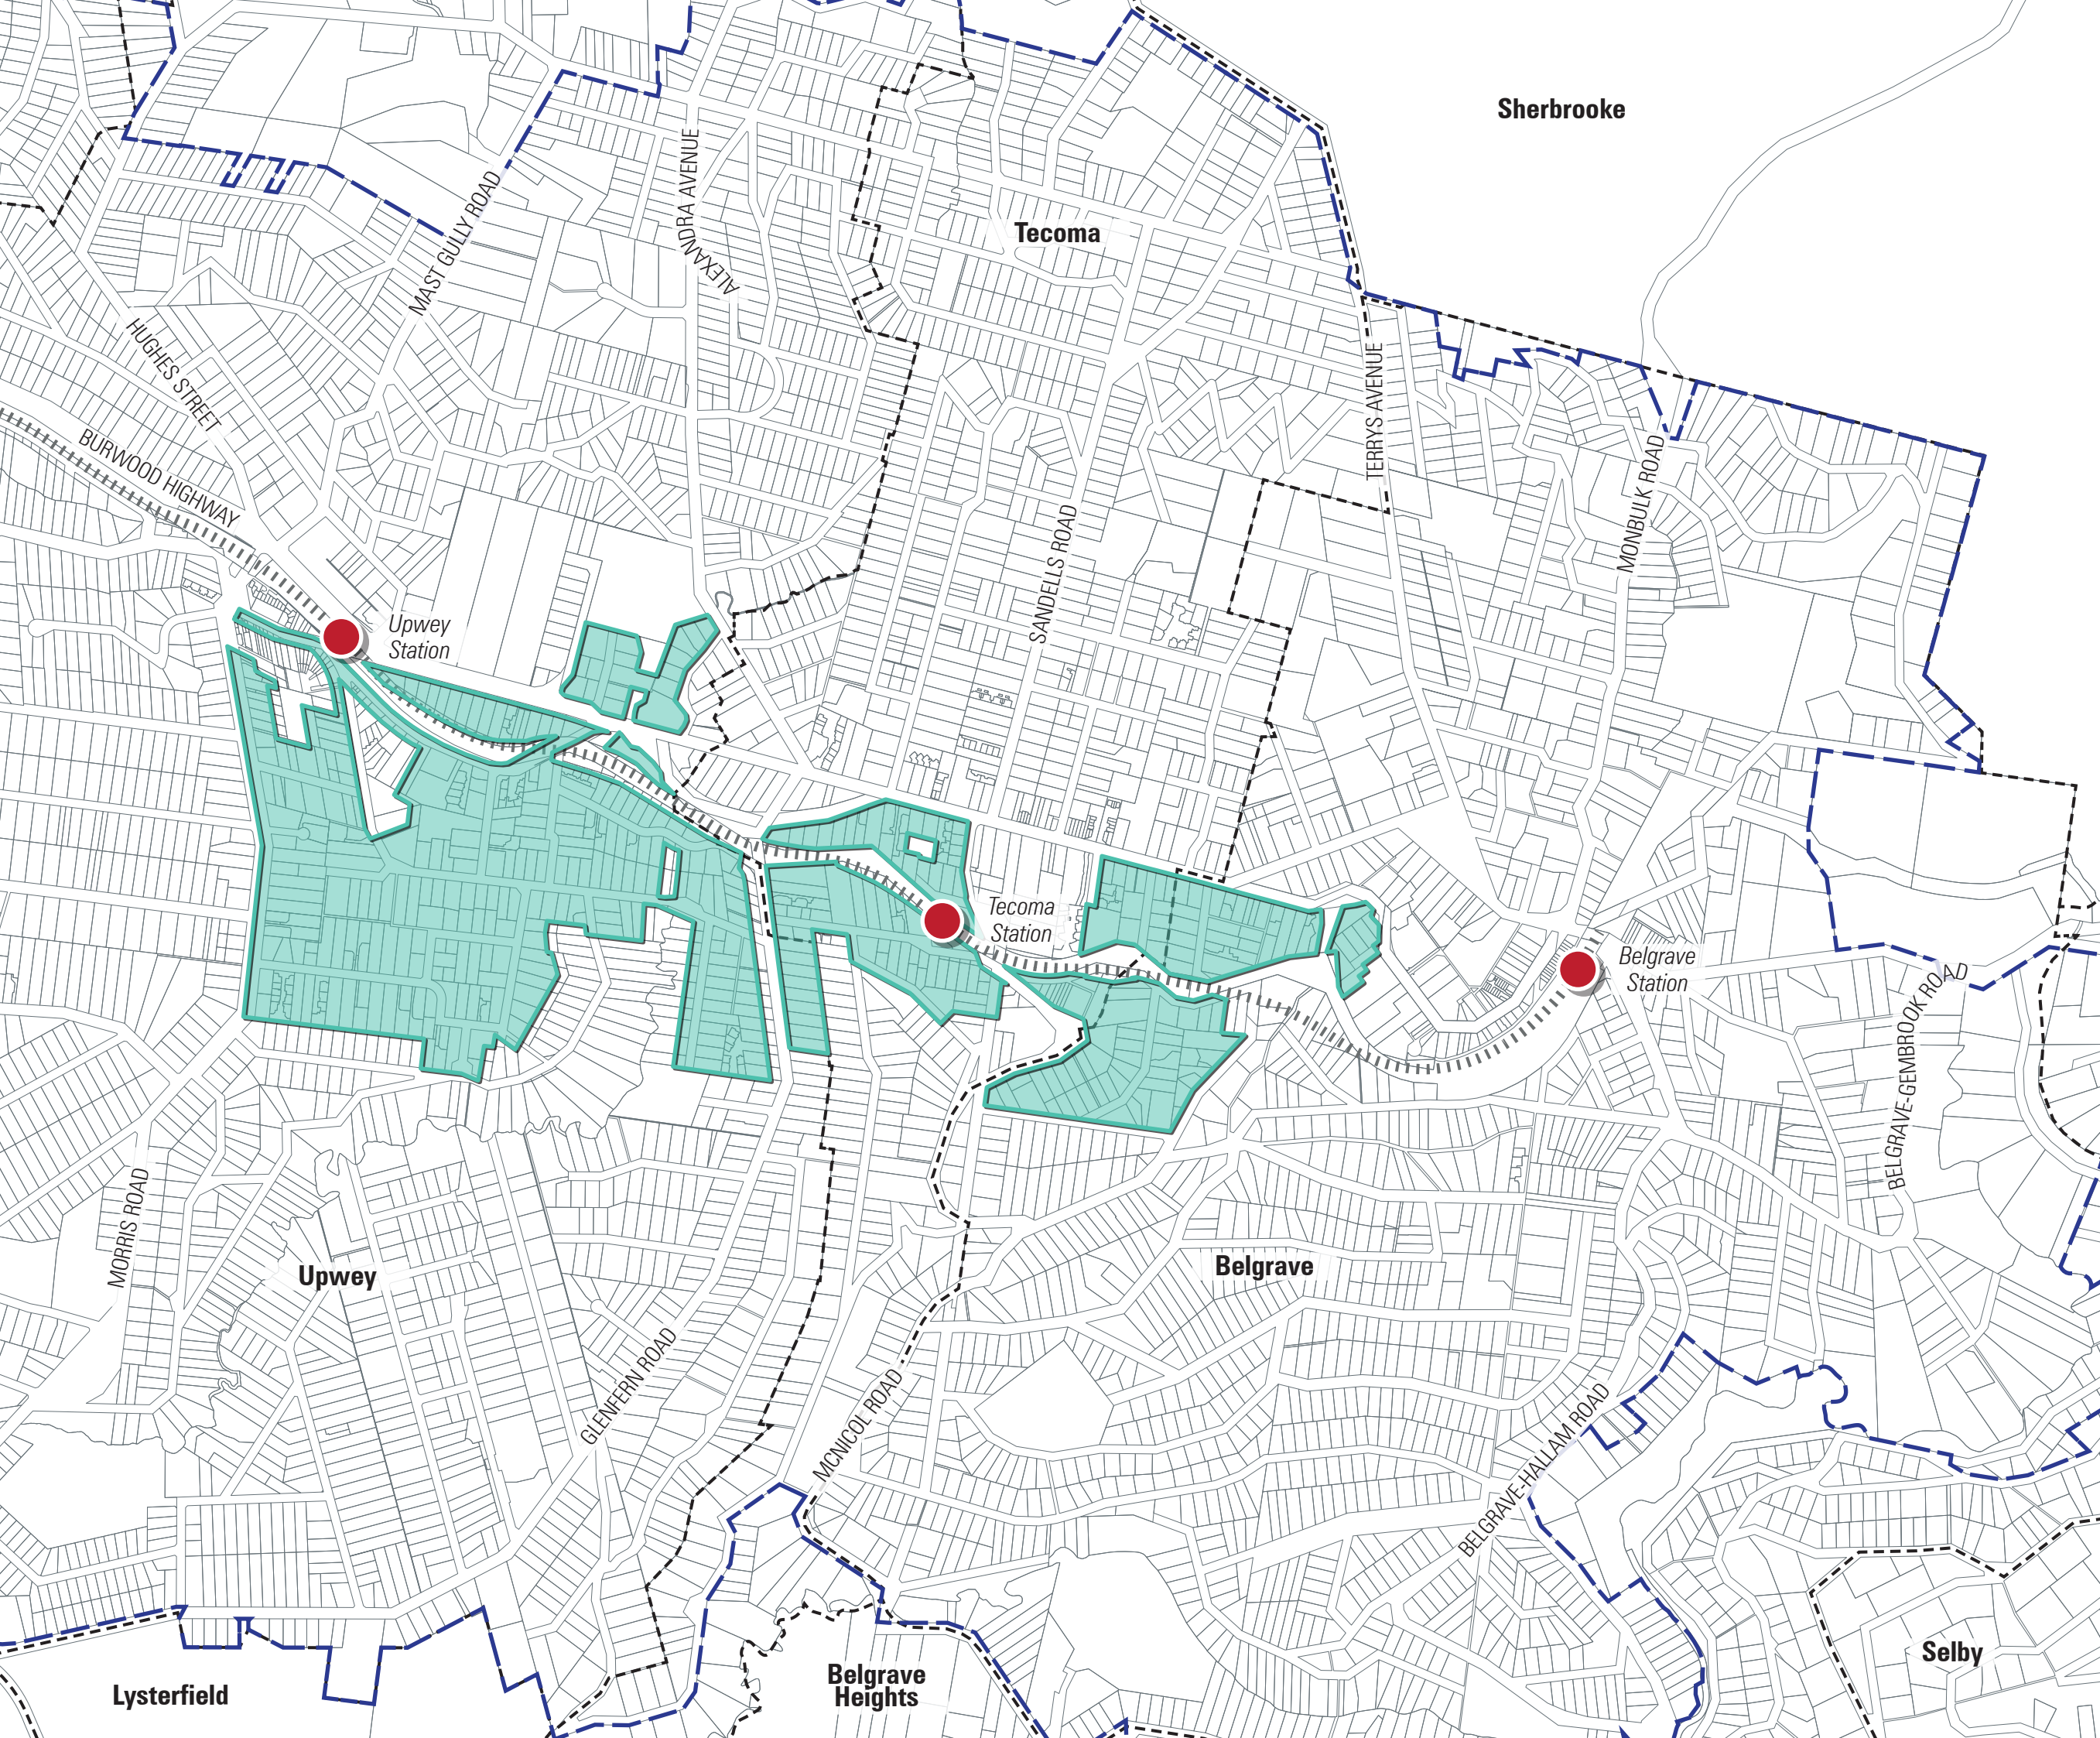 Sherbrooke
ALEXANDRA AVENUE
MAST GULLY ROAD
Tecoma
HUGHES STREET
TERRYS AVENUE
BURWOOD HIGHWAY
MONBULK ROAD
SANDELLS ROAD
Upwey
Station
Tecoma
Station
Belgrave
Station
BELGRAVE-GEMBROOK ROAD
MORRIS ROAD
Upwey
Belgrave
GLENFERN ROAD
MCNICOL ROAD
BELGRAVE-HALLAM ROAD
Selby
Lysterfield
Belgrave
Heights